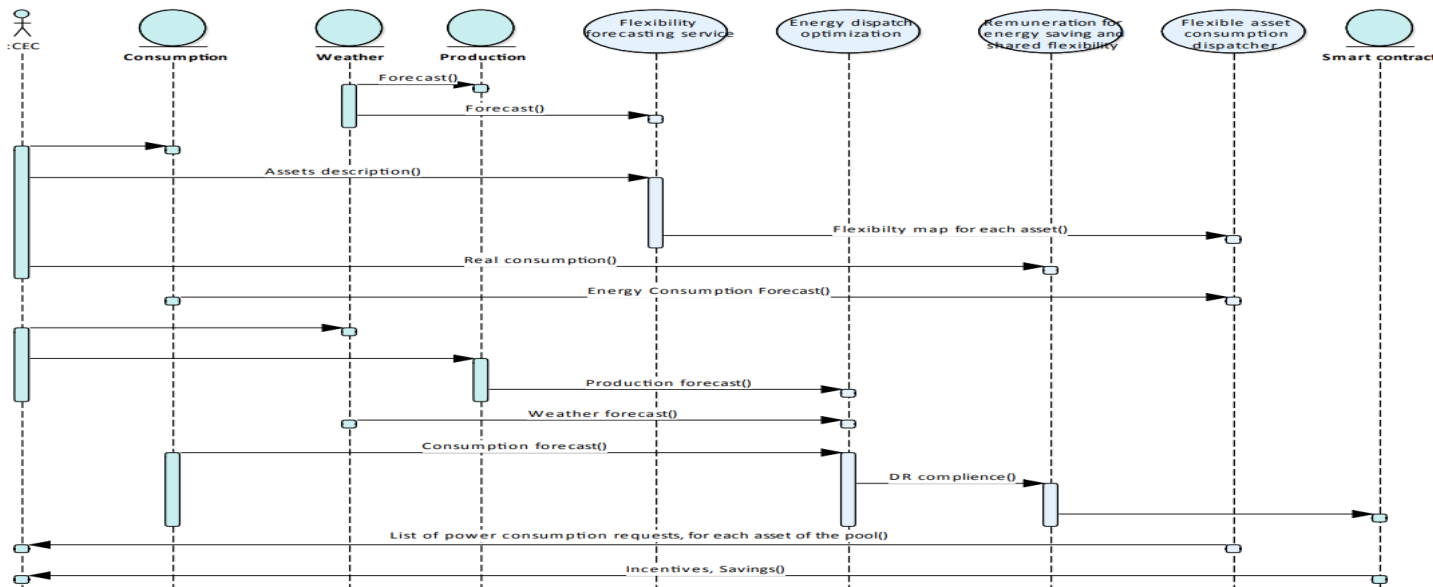 Flexibility
forecasting service
Energy dispatch
optimization
Remuneration for
energy saving and
shared flexibility
Flexible asset
consumption
dispatcher
:CEC
Consumption
Weather
Production
Smart contract
Forecast()
Forecast()
Assets description()
Flexibilty map for each asset()
Real consumption()
Energy Consumption Forecast()
Production forecast()
Weather forecast()
Consumption forecast()
DR complience()
List of power consumption requests, for each asset of the pool()
Incentives, Savings()